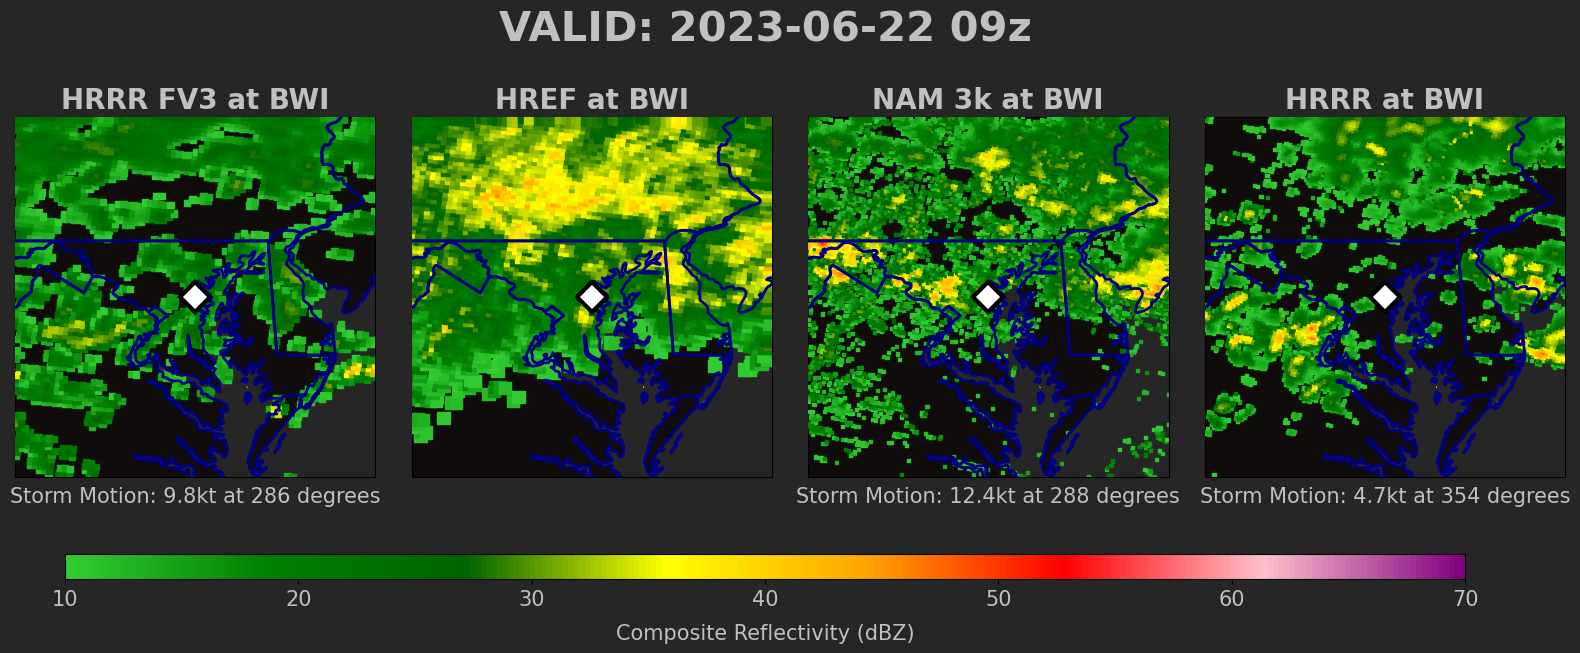 VALID: 2023-06-22 09z
HRRR FV3 at BWI
HREF at BWI
NAM 3k at BWI
HRRR at BWI
Storm Motion: 9.8kt at 286 degrees
Storm Motion: 12.4kt at 288 degrees
Storm Motion: 4.7kt at 354 degrees
10 20 30 40 50 60 70
Composite Reflectivity (dBZ)